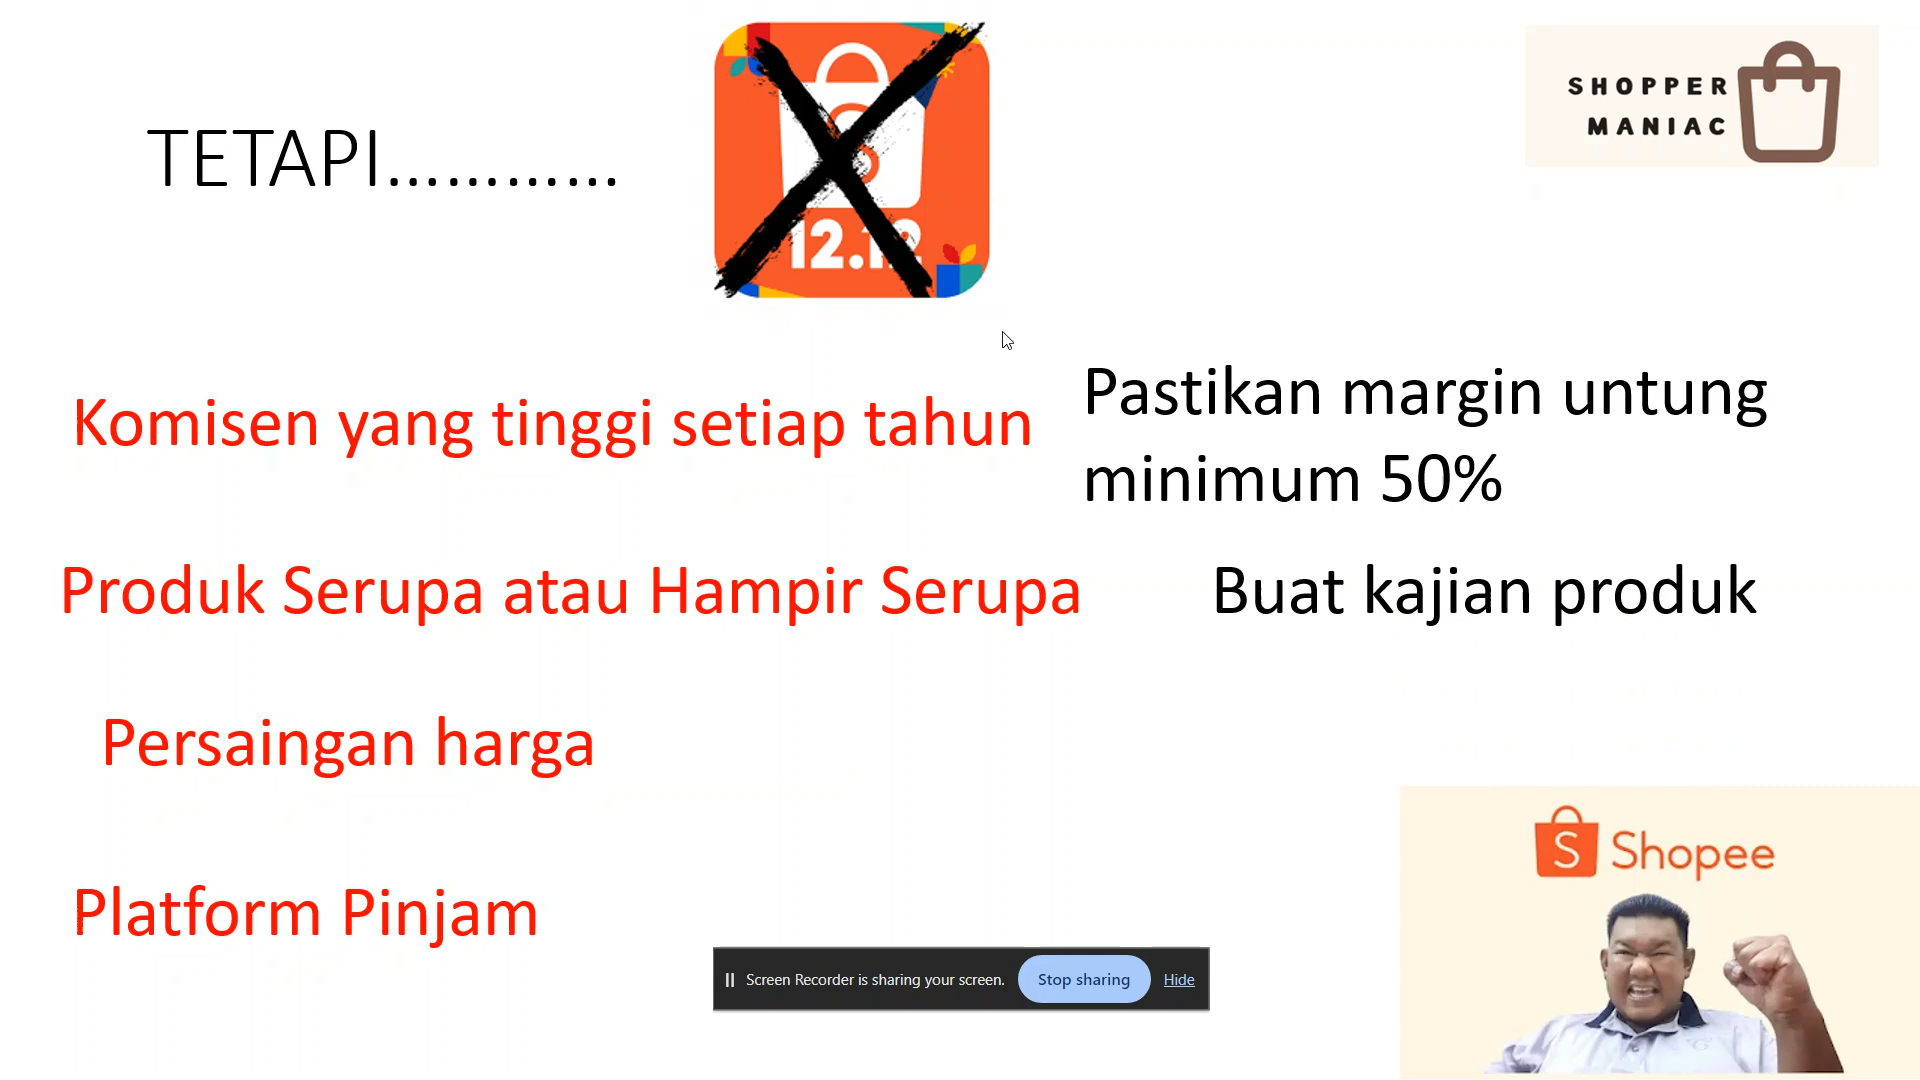 TETAPI............
12.12
SHOPPER
MANIAC
Komisen yang tinggi setiap tahun
Pastikan margin untung
minimum 50%
Produk Serupa atau Hampir Serupa
Buat kajian produk
Persaingan harga
Platform Pinjam
S Shopee
Screen Recorder is sharing your screen.
Stop sharing
Hide